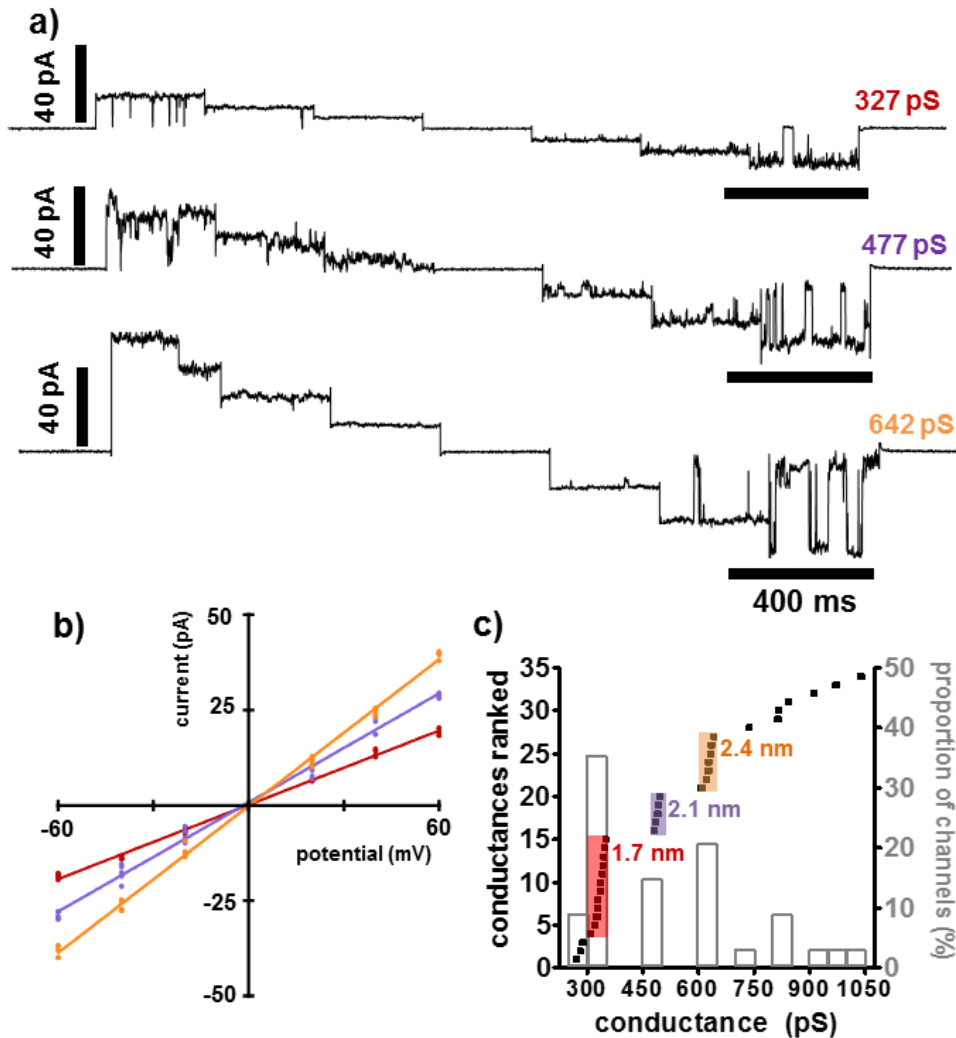 a)
40 pA
327 pS
40 pA
477 pS
40 pA
642 pS
400 ms
b)
50
current (pA)
25
-60
60
potential (mV)
-25
-50
c)
conductances ranked
35
30
25
20
15
10
5
0
2.4 nm
2.1 nm
1.7 nm
50
40
30
20
10
0
proportion of channels (%)
300 450 600 750 900 1050
conductance (pS)